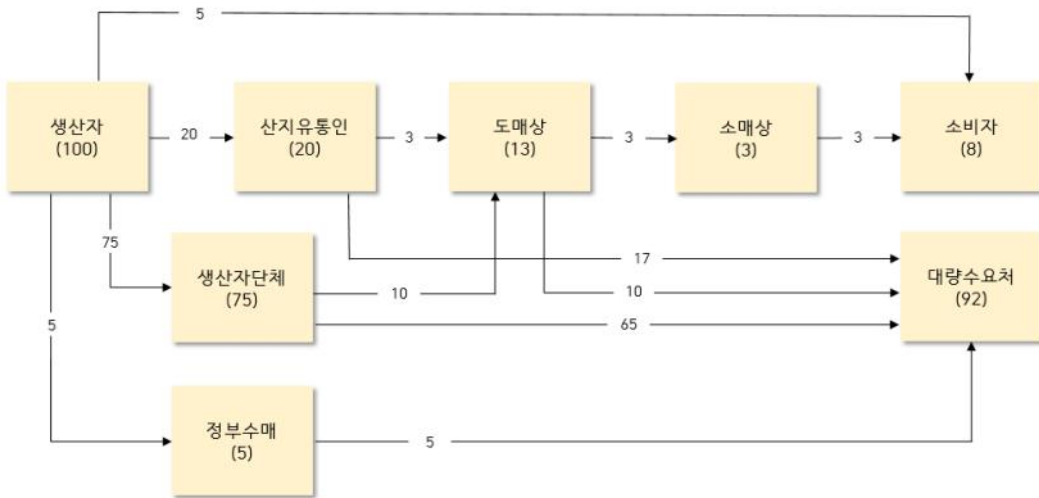 5
생산자
(100)
20
산지유통인
(20)
3
도매상
(13)
3
소매상
(3)
3
소비자
(8)
75
생산자단체
(75)
10
17
10
65
대량수요처
(92)
5
정부수매
(5)
5